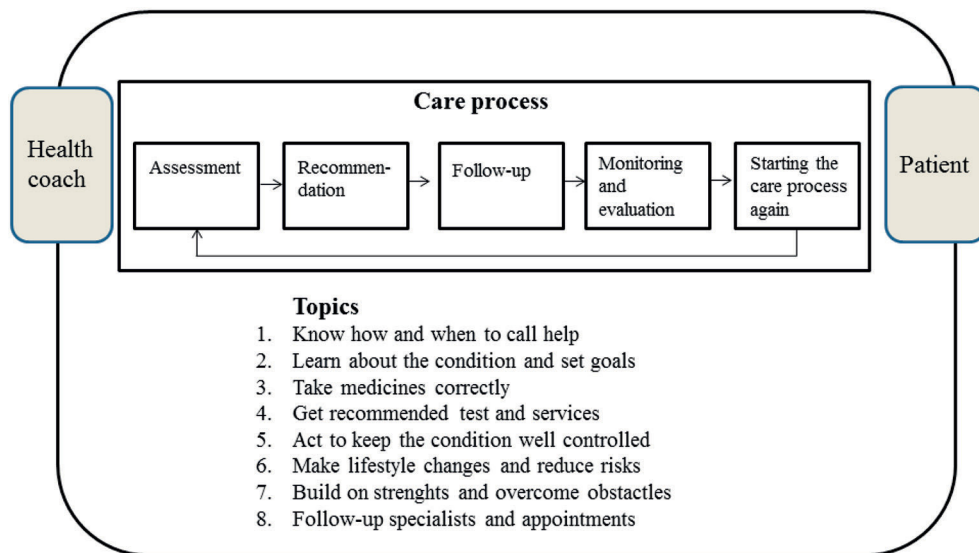 Care process
Health
coach
Assessment
Recommen-
dation
Follow-up
Monitoring
and
evaluation
Starting the
care process
again
Patient
Topics
1. Know how and when to call help
2. Learn about the condition and set goals
3. Take medicines correctly
4. Get recommended test and services
5. Act to keep the condition well controlled
6. Make lifestyle changes and reduce risks
7. Build on strenghts and overcome obstactles
8. Follow-up specialists and appointments